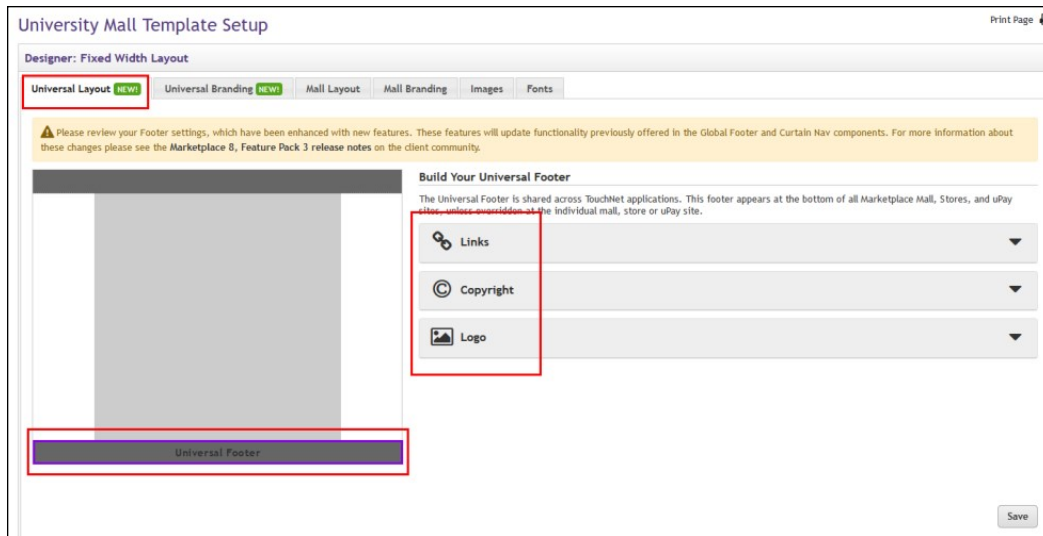 University Mall Template Setup
Print Page
Designer: Fixed Width Layout
Universal Layout NEW! Universal Branding NEW! Mall Layout Mall Branding Images Fonts
Please review your Footer settings, which have been enhanced with new features. These features will update functionality previously offered in the Global Footer and Curtain Nav components. For more information about
these changes please see the Marketplace 8, Feature Pack 3 release notes on the client community.
Build Your Universal Footer
The Universal Footer is shared across TouchNet applications. This footer appears at the bottom of all Marketplace Mall, Stores, and uPay
sites, unless overridden at the individual mall, store or uPay site.
Links
Copyright
Logo
Universal Footer
Save